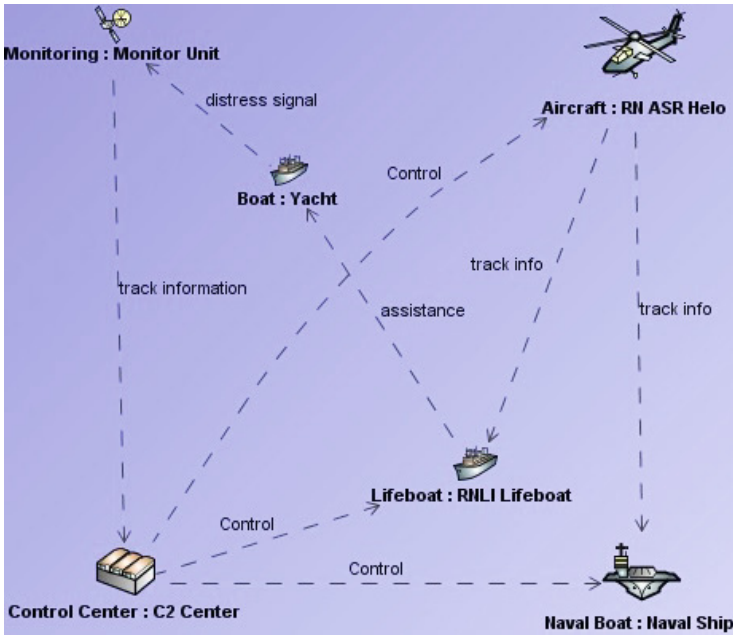 Monitoring : Monitor Unit
distress signal
Aircraft : RN ASR Helo
Control
Boat : Yacht
track info
track information
assistance
track info
Lifeboat : RNLI Lifeboat
Control
Control
Control Center : C2 Center
Naval Boat : Naval Ship